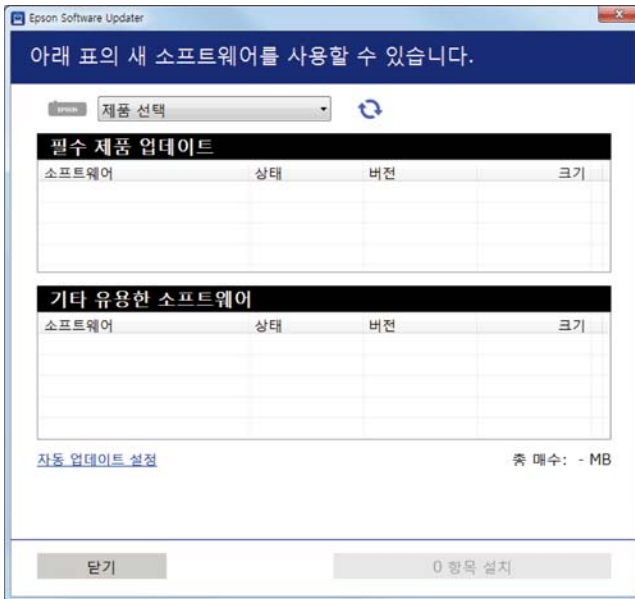 Epson Software Updater
아래 표의 새 소프트웨어를 사용할 수 있습니다.
EPSON 제품 선택
필수 제품 업데이트
소프트웨어 상태 버전 크기
기타 유용한 소프트웨어
소프트웨어 상태 버전 크기
자동 업데이트 설정 총 매수: - MB
닫기 0 항목 설치